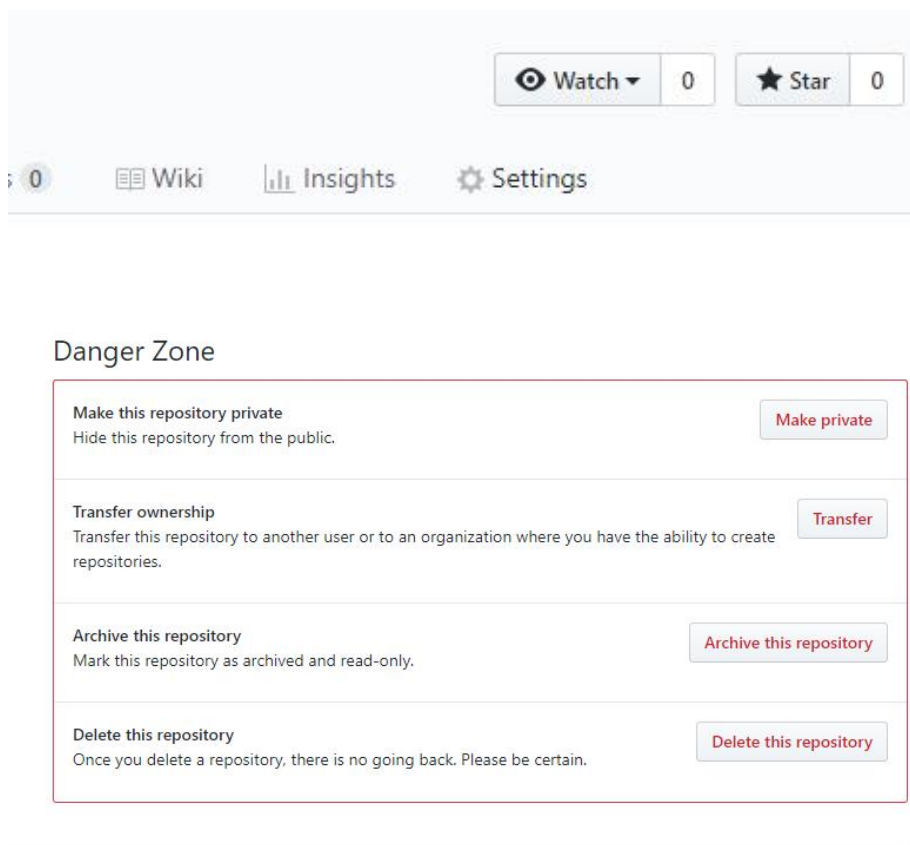 Watch 0 Star 0
0 Wiki Insights Settings
Danger Zone
Make this repository private
Hide this repository from the public.
Make private
Transfer ownership
Transfer this repository to another user or to an organization where you have the ability to create
repositories.
Transfer
Archive this repository
Mark this repository as archived and read-only.
Archive this repository
Delete this repository
Once you delete a repository, there is no going back. Please be certain.
Delete this repository